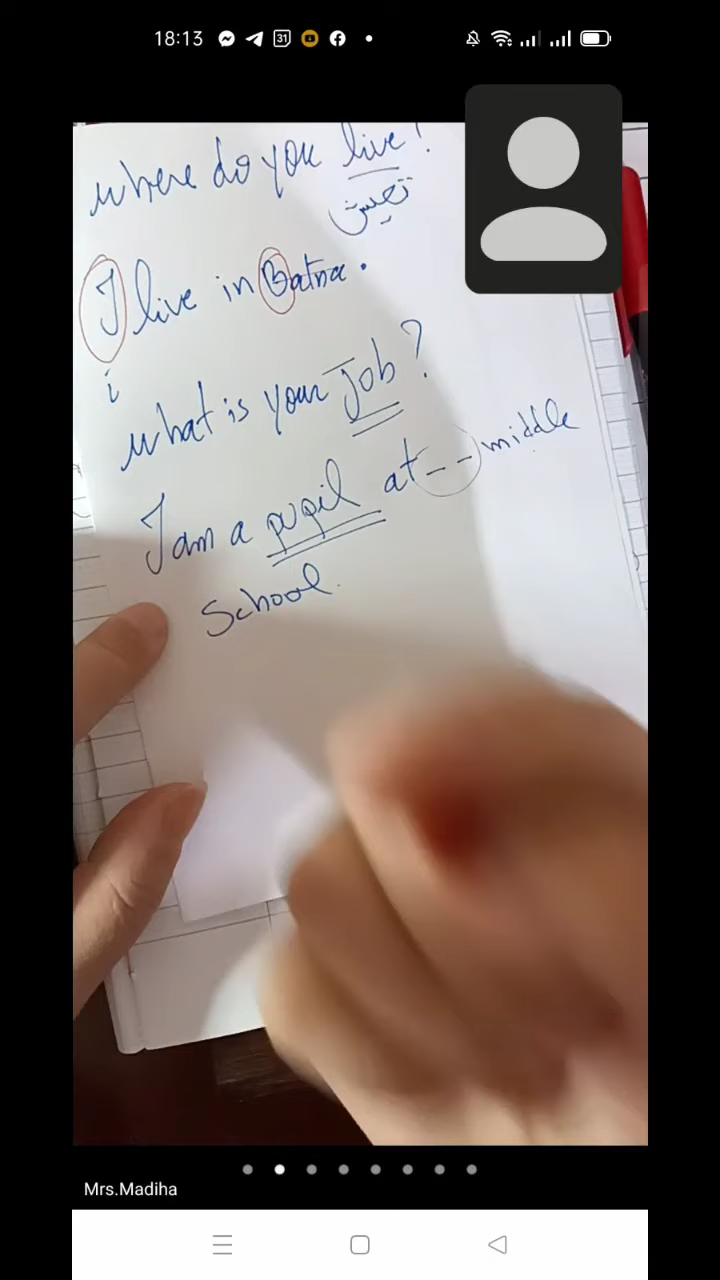 18:13
31
where do you live?
تعيش
I live in Batna.
i
what is your Job?
I am a pupil at -- middle
School.
Mrs.Madiha